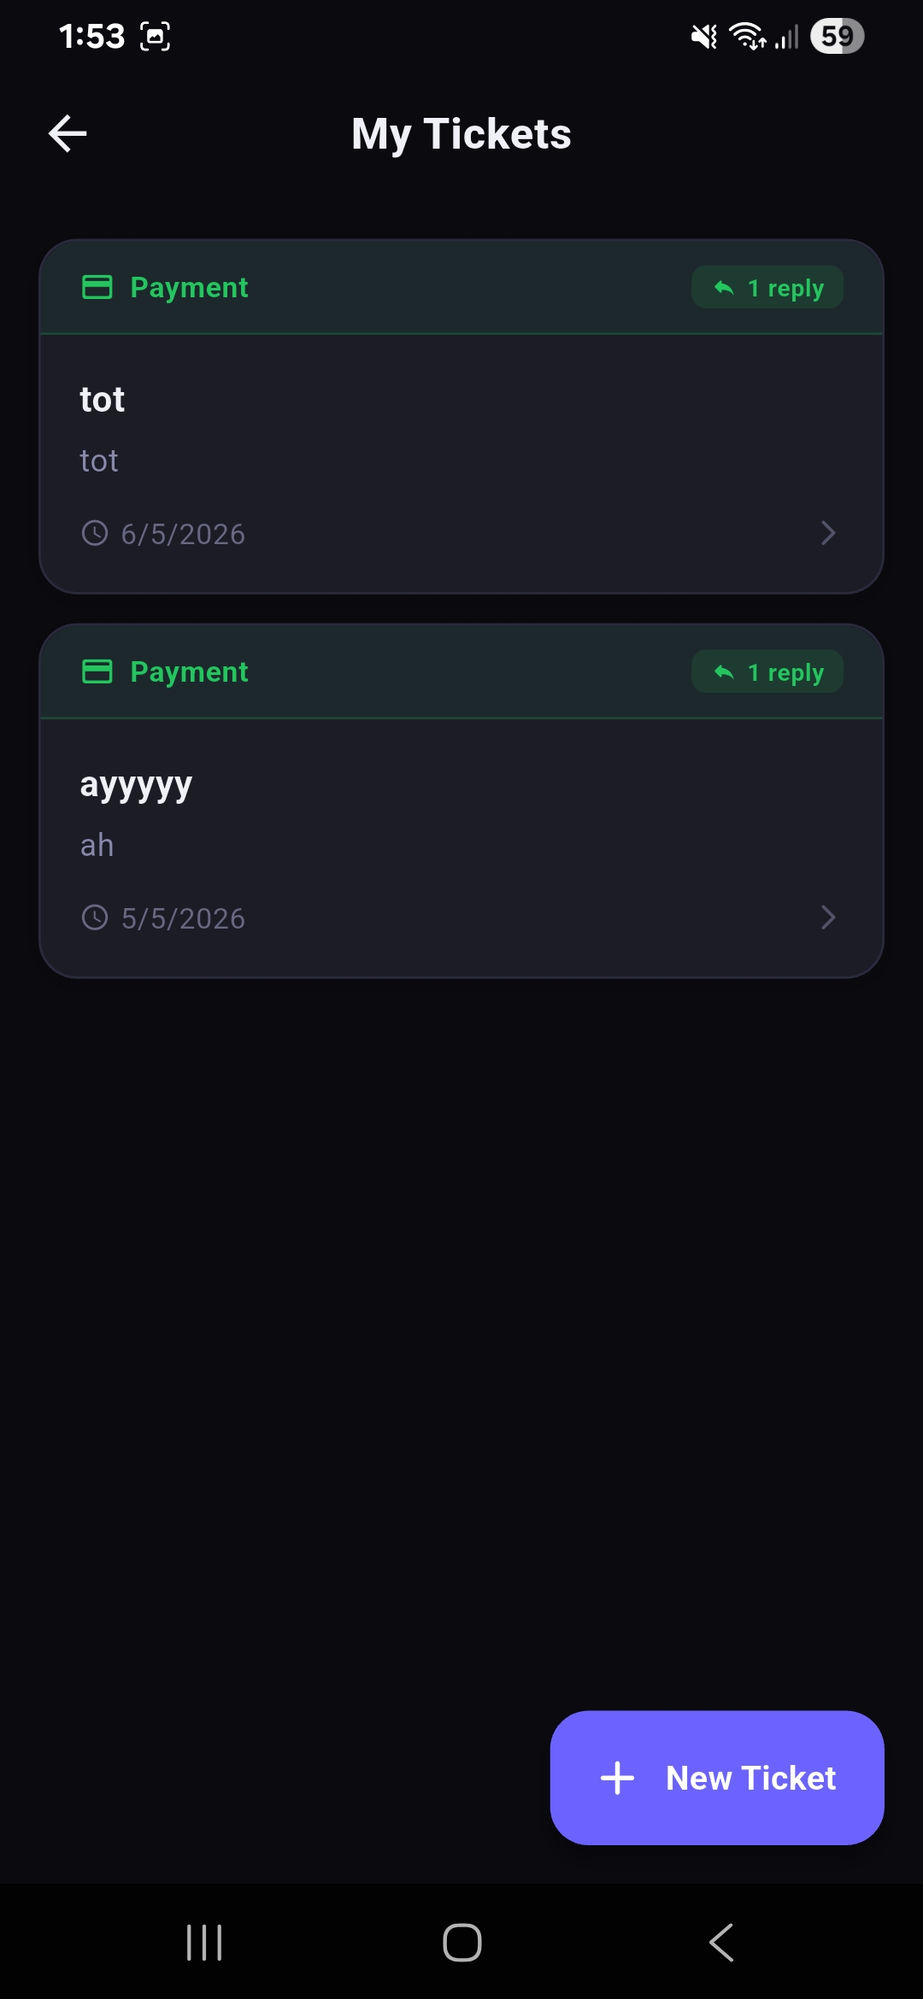 1:53
59
My Tickets
Payment
1 reply
tot
tot
6/5/2026
Payment
1 reply
ayyyyy
ah
5/5/2026
New Ticket